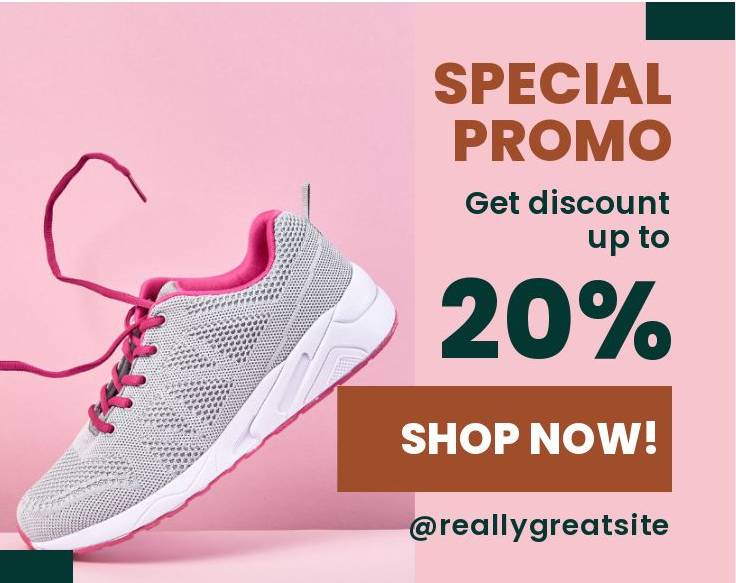 SPECIAL
PROMO
Get discount
up to
20%
SHOP NOW!
@reallygreatsite